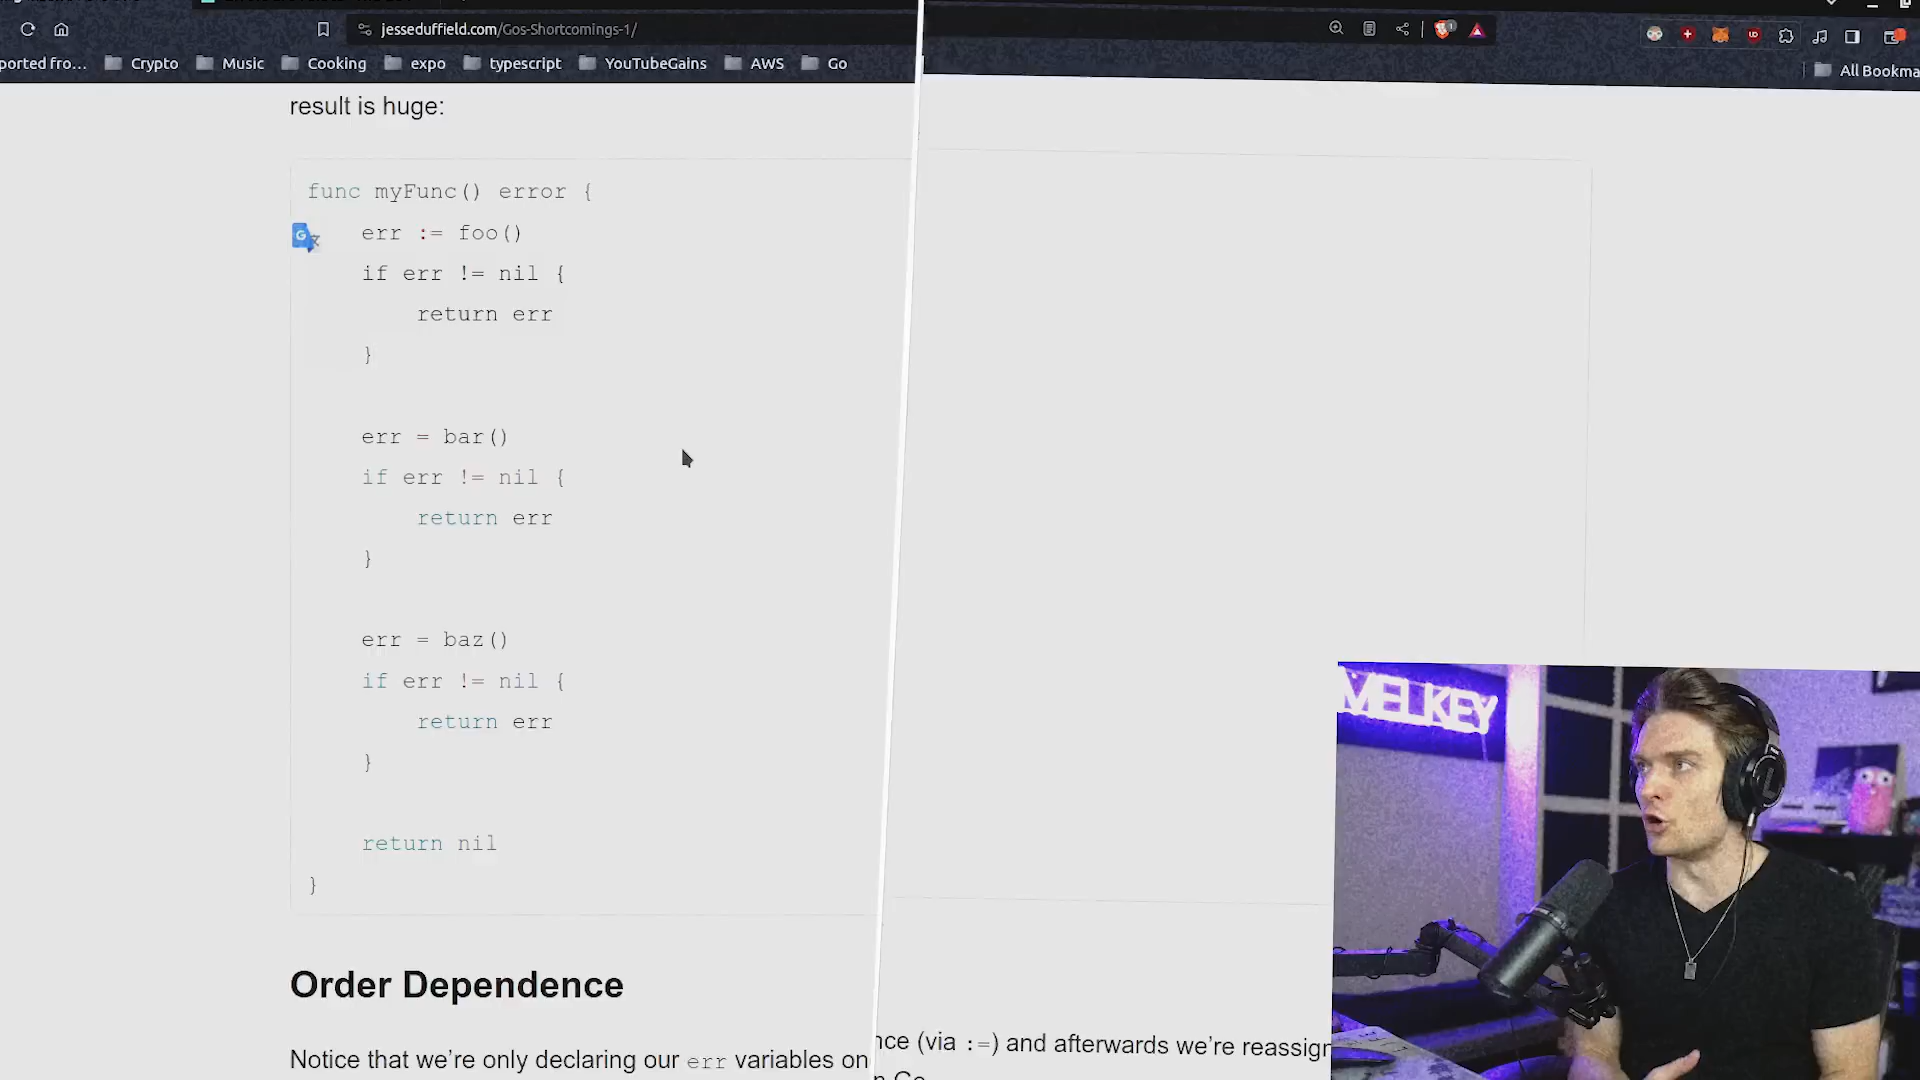 jesseduffield.com/Gos-Shortcomings-1/
ported fro...
Crypto
Music
Cooking
expo
typescript
YouTubeGains
AWS
Go
All Bookma
result is huge:
func myFunc() error {
err := foo()
if err != nil {
return err
}
err = bar()
if err != nil {
return err
}
err = baz()
if err != nil {
return err
}
return nil
}
Order Dependence
Notice that we're only declaring our err variables on
nce (via :=) and afterwards we're reassign
n Go
MELKEY